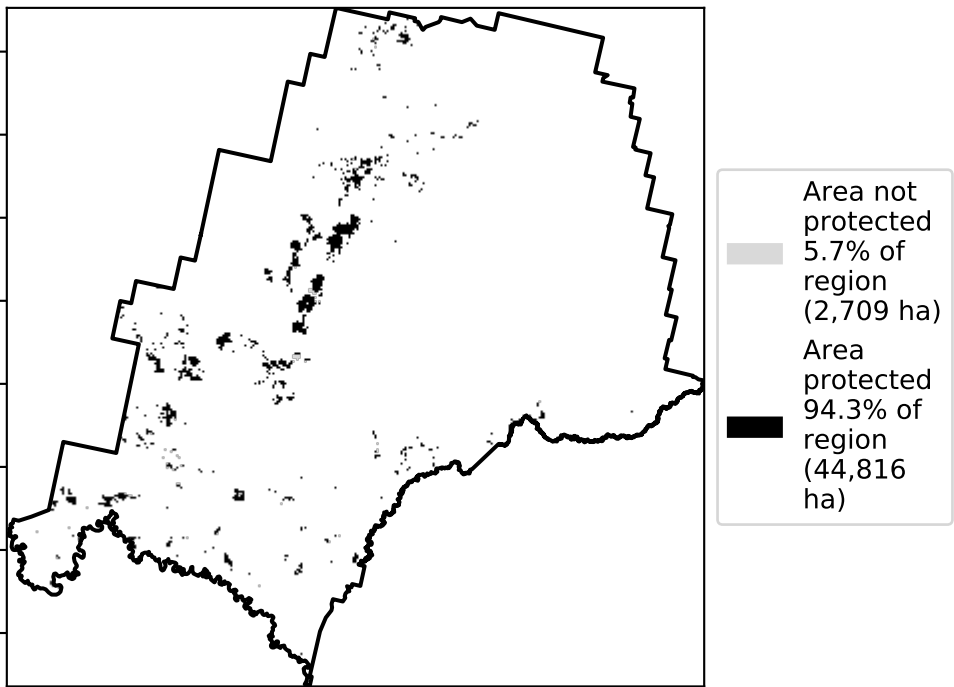 Area not
protected
5.7% of
region
(2,709 ha)
Area
protected
94.3% of
region
(44,816
ha)